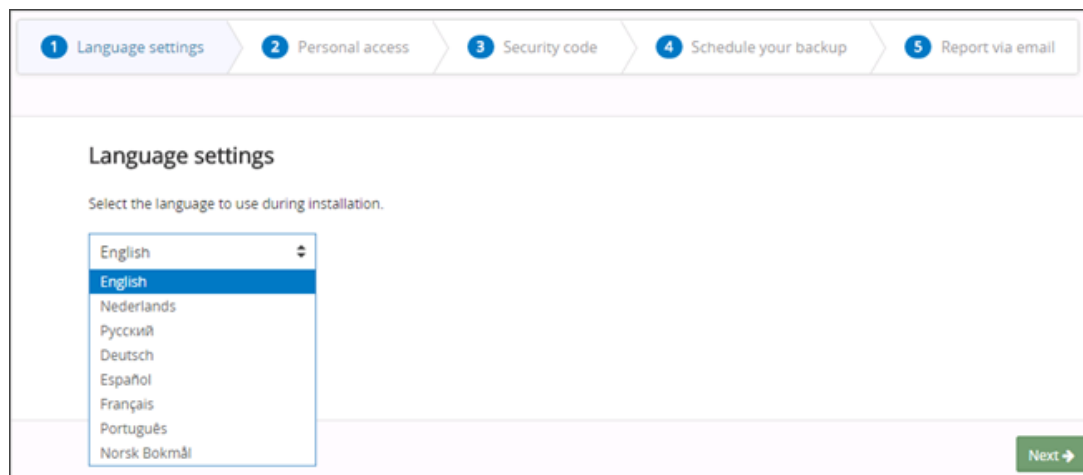 1 Language settings 2 Personal access 3 Security code 4 Schedule your backup 5 Report via email
Language settings
Select the language to use during installation.
English
English
Nederlands
Русский
Deutsch
Español
Français
Português
Norsk Bokmål
Next